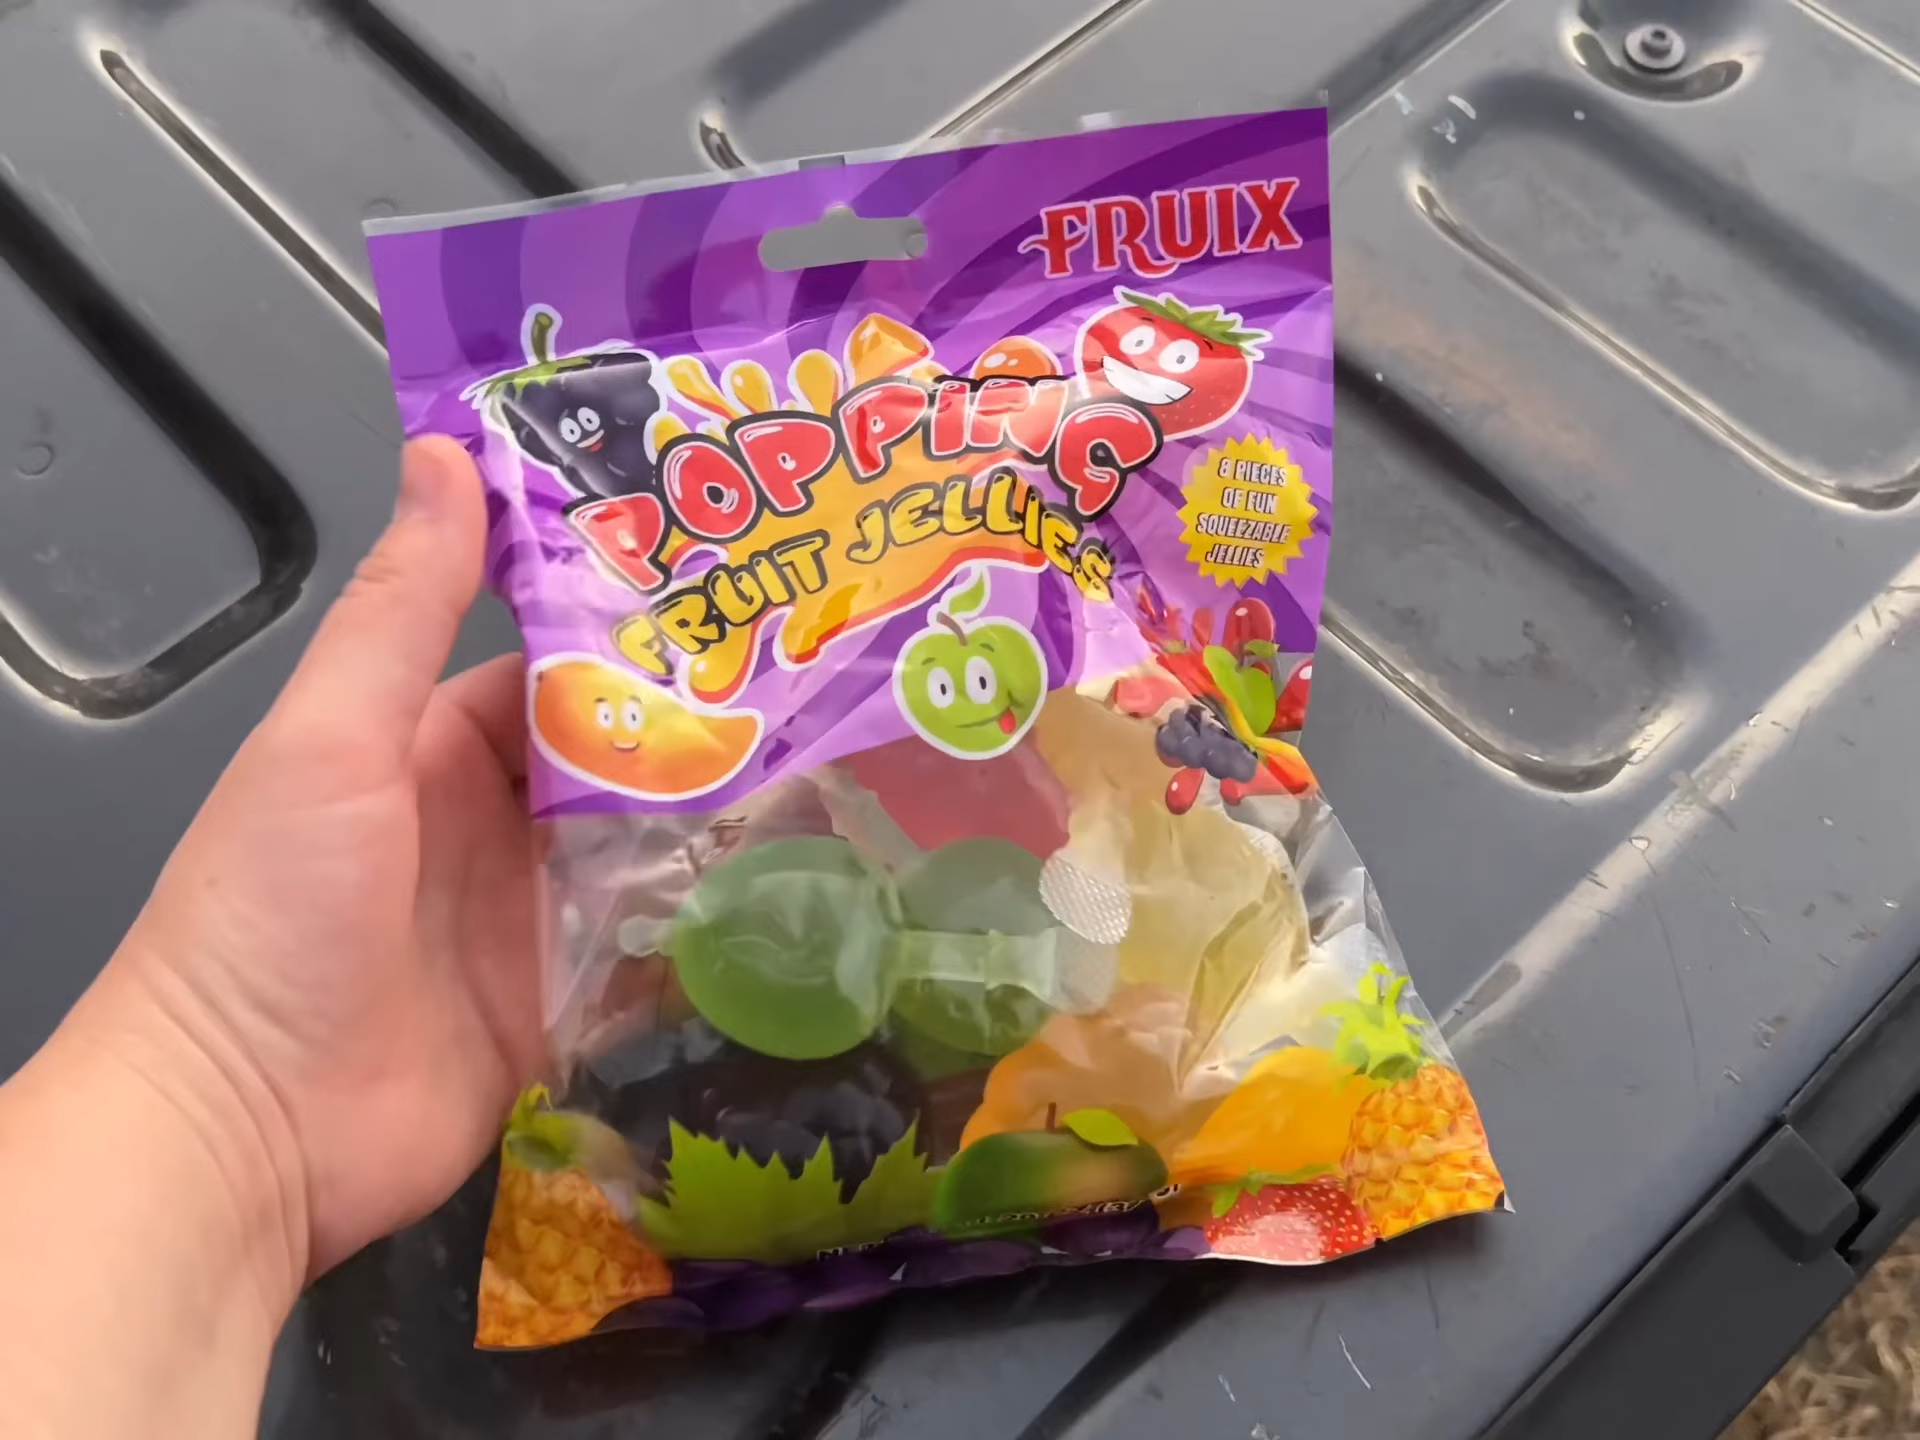 FRUIX
POPPING
FRUIT JELLIES
8 PIECES
OF FUN
SQUEEZABLE
JELLIES